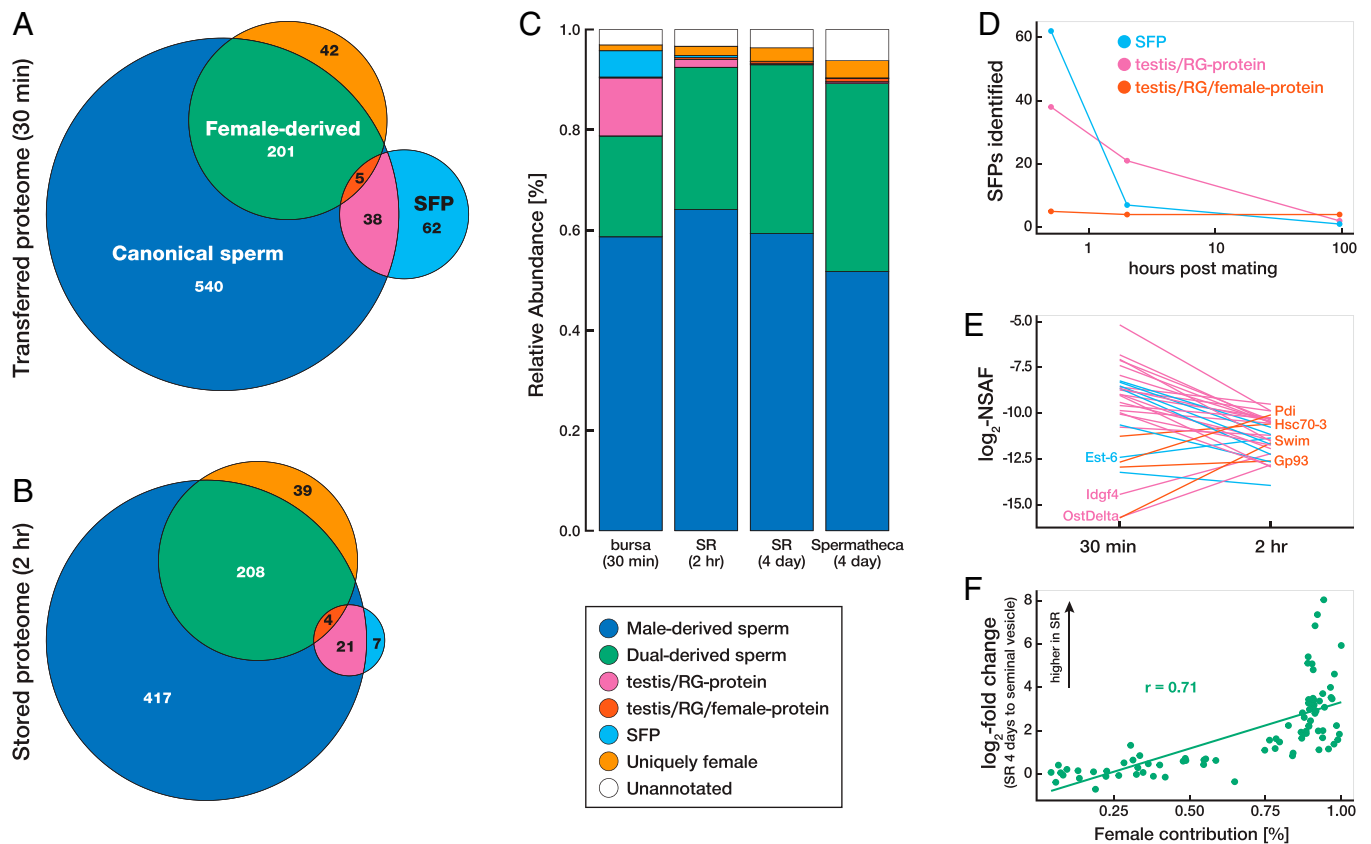 A
Transferred proteome (30 min)
42
Female-derived
201
5
38
SFP
62
Canonical sperm
540
B
Stored proteome (2 hr)
39
208
4
21
7
417
C
Relative Abundance [%]
1.0
0.8
0.6
0.4
0.2
0.0
bursa
(30 min)
SR
(2 hr)
SR
(4 day)
Spermatheca
(4 day)
Male-derived sperm
Dual-derived sperm
testis/RG-protein
testis/RG/female-protein
SFP
Uniquely female
Unannotated
D
SFPs identified
60
40
20
0
SFP
testis/RG-protein
testis/RG/female-protein
1
10
100
hours post mating
E
log2-NSAF
-5.0
-7.5
-10.0
-12.5
-15.0
Est-6
Idgf4
OstDelta
Pdi
Hsc70-3
Swim
Gp93
30 min
2 hr
F
log2-fold change
(SR 4 days to seminal vesicle)
8
6
4
2
0
higher in SR
r = 0.71
0.25
0.50
0.75
1.00
Female contribution [%]